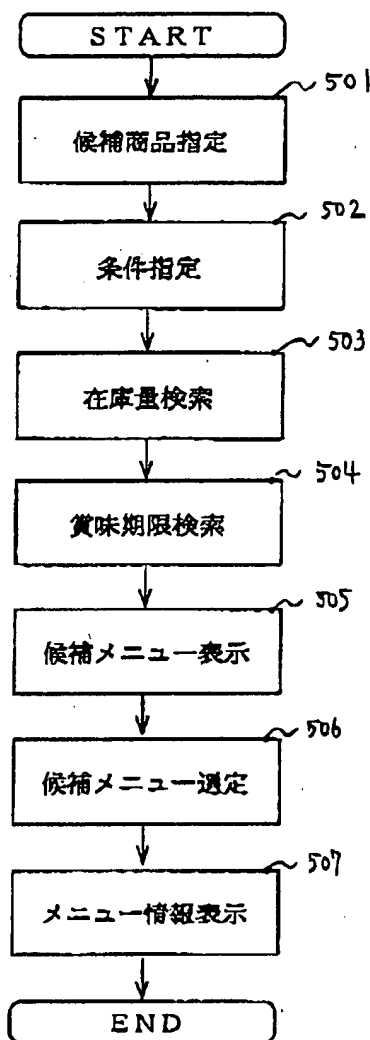 START
501
候補商品指定
502
条件指定
503
在庫量検索
504
賞味期限検索
505
候補メニュー表示
506
候補メニュー選定
507
メニュー情報表示
END